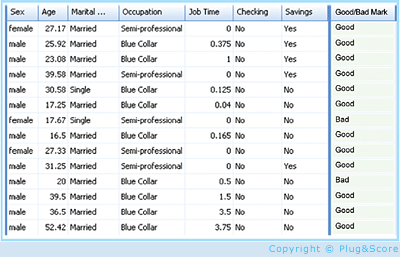 Sex Age Marital ... Occupation Job Time Checking Savings Good/Bad Mark
female 27.17 Married Semi-professional 0 No Yes Good
male 25.92 Married Blue Collar 0.375 No Yes Good
male 23.08 Married Blue Collar 1 No Yes Good
male 39.58 Married Semi-professional 0 No Yes Good
male 30.58 Single Blue Collar 0.125 No No Good
male 17.25 Married Blue Collar 0.04 No No Good
female 17.67 Single Semi-professional 0 No No Bad
male 16.5 Married Blue Collar 0.165 No No Good
female 27.33 Married Semi-professional 0 No No Good
male 31.25 Married Semi-professional 0 No Yes Good
male 20 Married Blue Collar 0.5 No No Bad
male 39.5 Married Blue Collar 1.5 No No Good
male 36.5 Married Blue Collar 3.5 No No Good
male 52.42 Married Blue Collar 3.75 No No Good
Copyright © Plug&Score